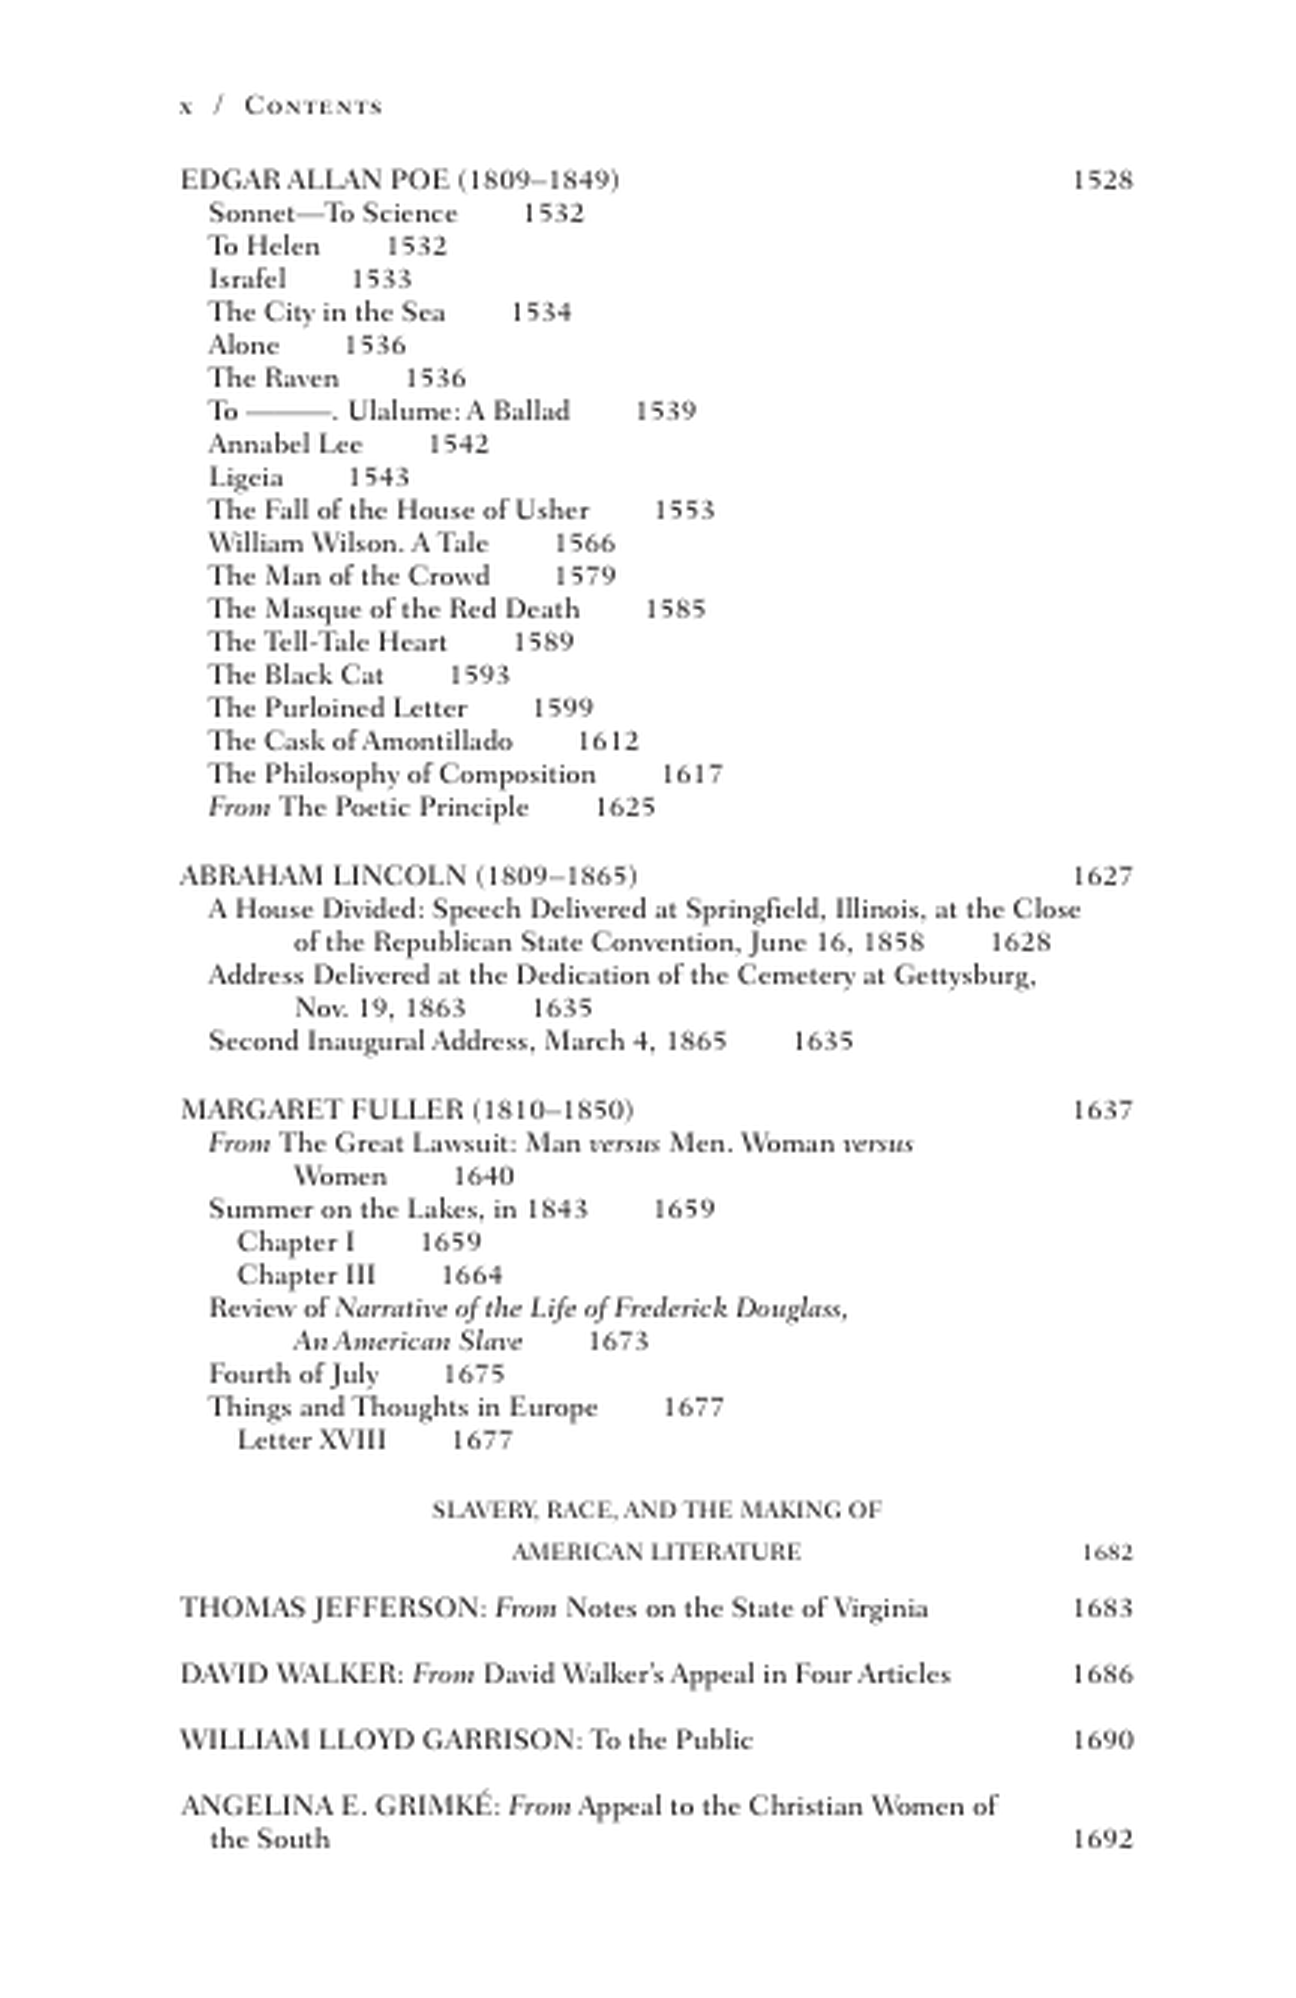 x / Contents
EDGAR ALLAN POE (1809–1849) 1528
Sonnet—To Science 1532
To Helen 1532
Israfel 1533
The City in the Sea 1534
Alone 1536
The Raven 1536
To ———. Ulalume: A Ballad 1539
Annabel Lee 1542
Ligeia 1543
The Fall of the House of Usher 1553
William Wilson. A Tale 1566
The Man of the Crowd 1579
The Masque of the Red Death 1585
The Tell-Tale Heart 1589
The Black Cat 1593
The Purloined Letter 1599
The Cask of Amontillado 1612
The Philosophy of Composition 1617
From The Poetic Principle 1625
ABRAHAM LINCOLN (1809–1865) 1627
A House Divided: Speech Delivered at Springfield, Illinois, at the Close
of the Republican State Convention, June 16, 1858 1628
Address Delivered at the Dedication of the Cemetery at Gettysburg,
Nov. 19, 1863 1635
Second Inaugural Address, March 4, 1865 1635
MARGARET FULLER (1810–1850) 1637
From The Great Lawsuit: Man versus Men. Woman versus
Women 1640
Summer on the Lakes, in 1843 1659
Chapter I 1659
Chapter III 1664
Review of Narrative of the Life of Frederick Douglass,
An American Slave 1673
Fourth of July 1675
Things and Thoughts in Europe 1677
Letter XVIII 1677
SLAVERY, RACE, AND THE MAKING OF
AMERICAN LITERATURE 1682
THOMAS JEFFERSON: From Notes on the State of Virginia 1683
DAVID WALKER: From David Walker's Appeal in Four Articles 1686
WILLIAM LLOYD GARRISON: To the Public 1690
ANGELINA E. GRIMKÉ: From Appeal to the Christian Women of
the South 1692